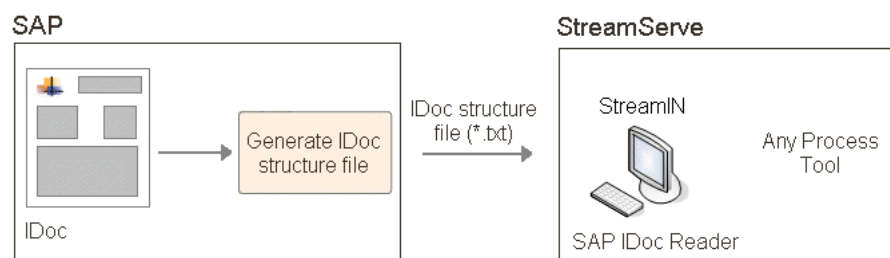 SAP
StreamServe
IDoc
Generate IDoc
structure file
IDoc structure
file (*.txt)
StreamIN
SAP IDoc Reader
Any Process
Tool